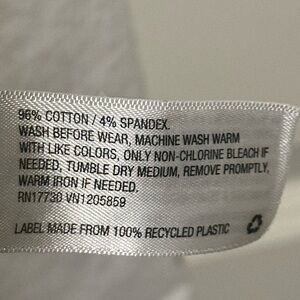 96% COTTON / 4% SPANDEX.
WASH BEFORE WEAR, MACHINE WASH WARM
WITH LIKE COLORS, ONLY NON-CHLORINE BLEACH IF
NEEDED, TUMBLE DRY MEDIUM, REMOVE PROMPTLY,
WARM IRON IF NEEDED.
RN17730 VN1205859
LABEL MADE FROM 100% RECYCLED PLASTIC